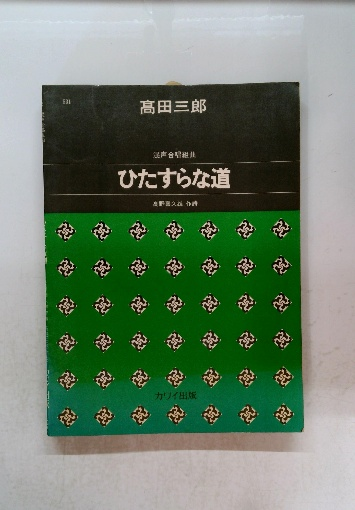 髙田三郎
混声合唱組曲
ひたすらな道
高野喜久雄 作詩
カワイ出版